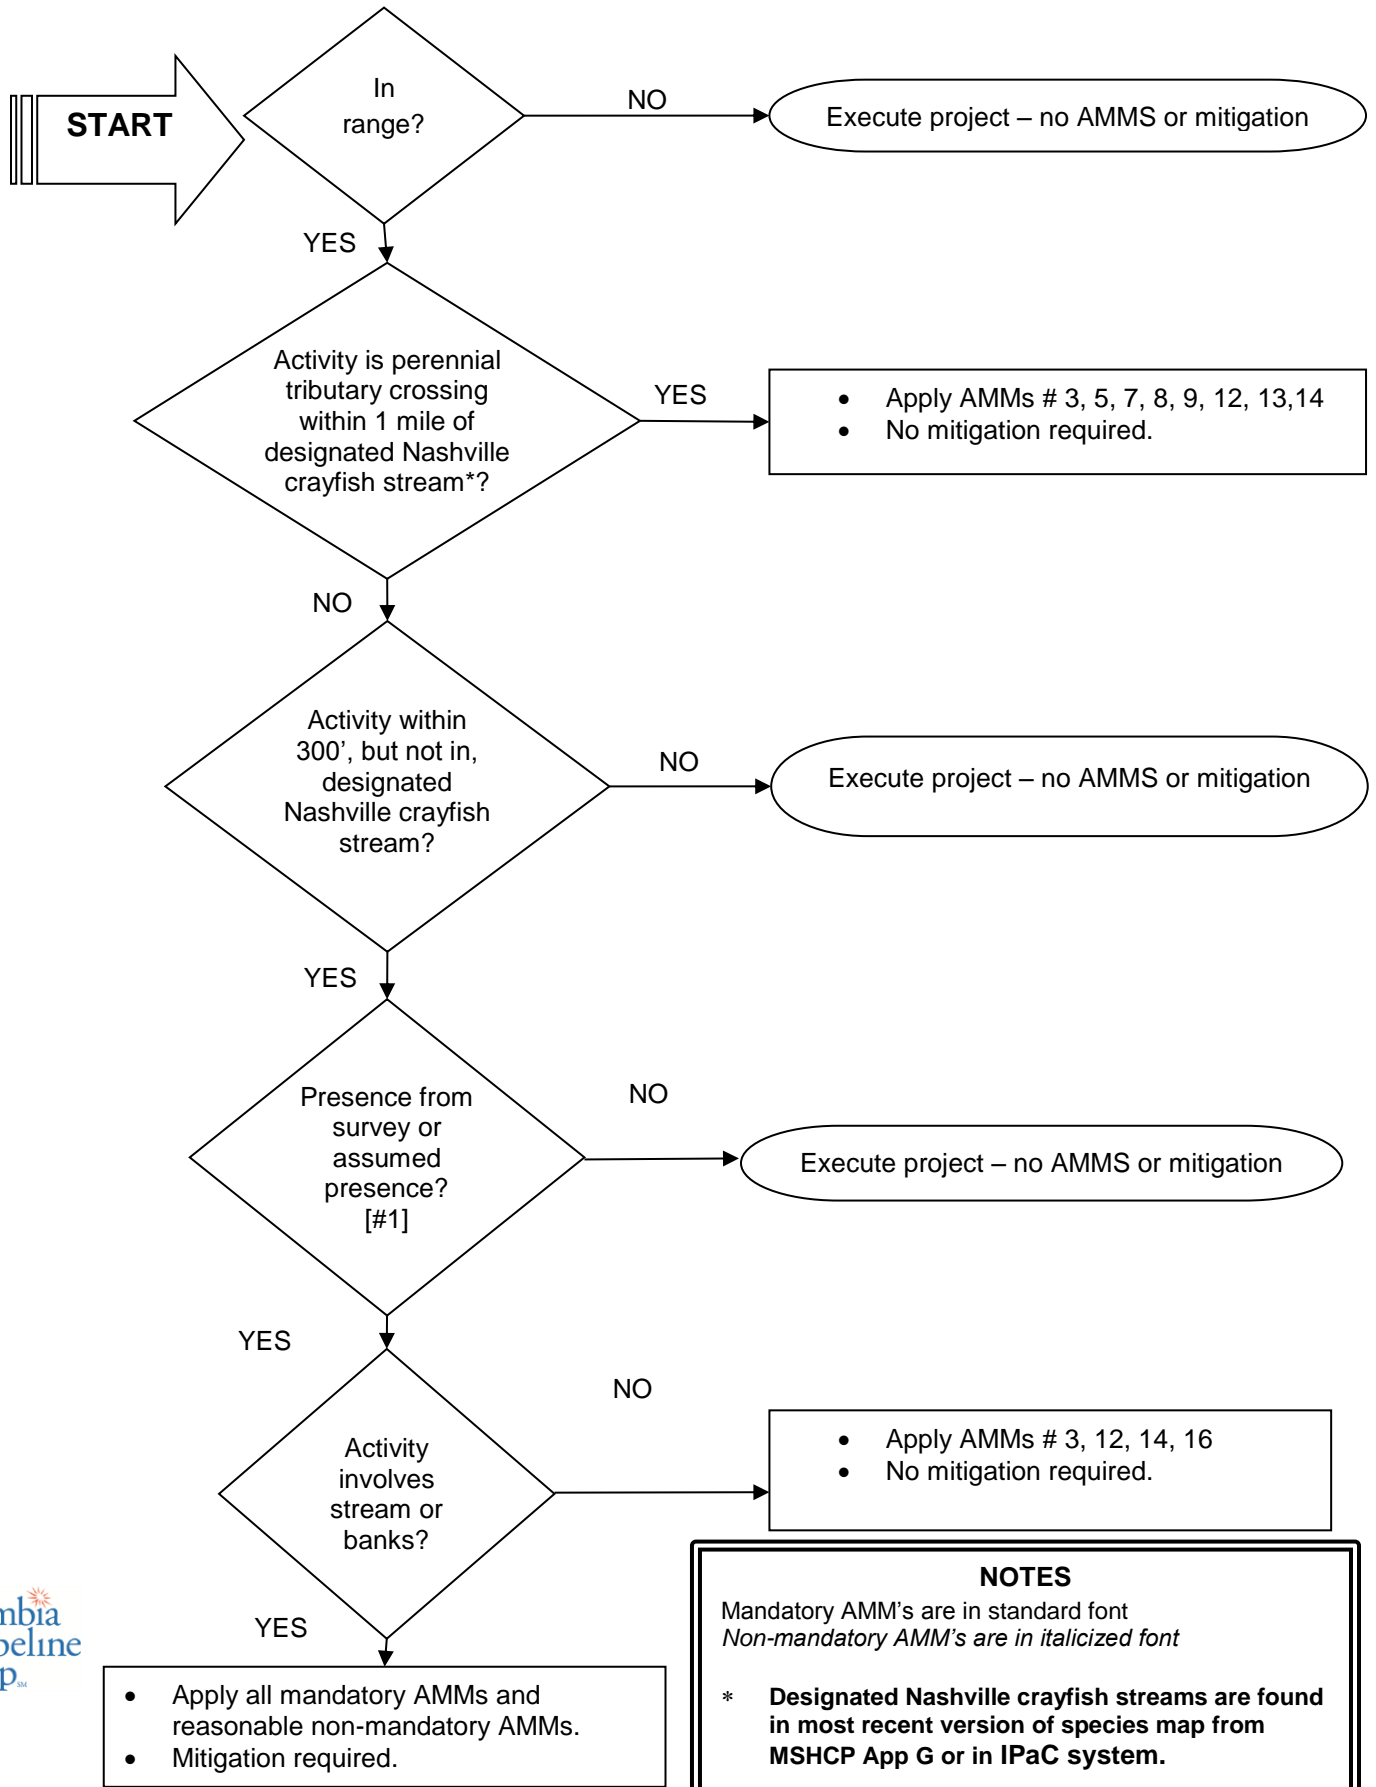 In
range?
START
NO
Execute project – no AMMS or mitigation
YES
Activity is perennial
tributary crossing
within 1 mile of
designated Nashville
crayfish stream*?
YES
• Apply AMMs # 3, 5, 7, 8, 9, 12, 13,14
• No mitigation required.
NO
Activity within
300’, but not in,
designated
Nashville crayfish
stream?
NO
Execute project – no AMMS or mitigation
YES
Presence from
survey or
assumed
presence?
[#1]
NO
Execute project – no AMMS or mitigation
YES
Activity
involves
stream or
banks?
NO
• Apply AMMs # 3, 12, 14, 16
• No mitigation required.
YES
• Apply all mandatory AMMs and
reasonable non-mandatory AMMs.
• Mitigation required.
NOTES
Mandatory AMM’s are in standard font
Non-mandatory AMM’s are in italicized font
* Designated Nashville crayfish streams are found
in most recent version of species map from
MSHCP App G or in IPaC system.